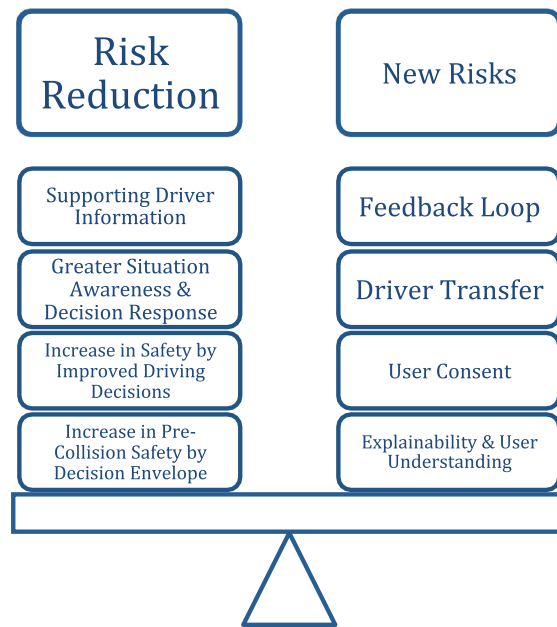 Risk
Reduction
New Risks
Supporting Driver
Information
Feedback Loop
Greater Situation
Awareness &
Decision Response
Driver Transfer
Increase in Safety by
Improved Driving
Decisions
User Consent
Increase in Pre-
Collision Safety by
Decision Envelope
Explainability & User
Understanding